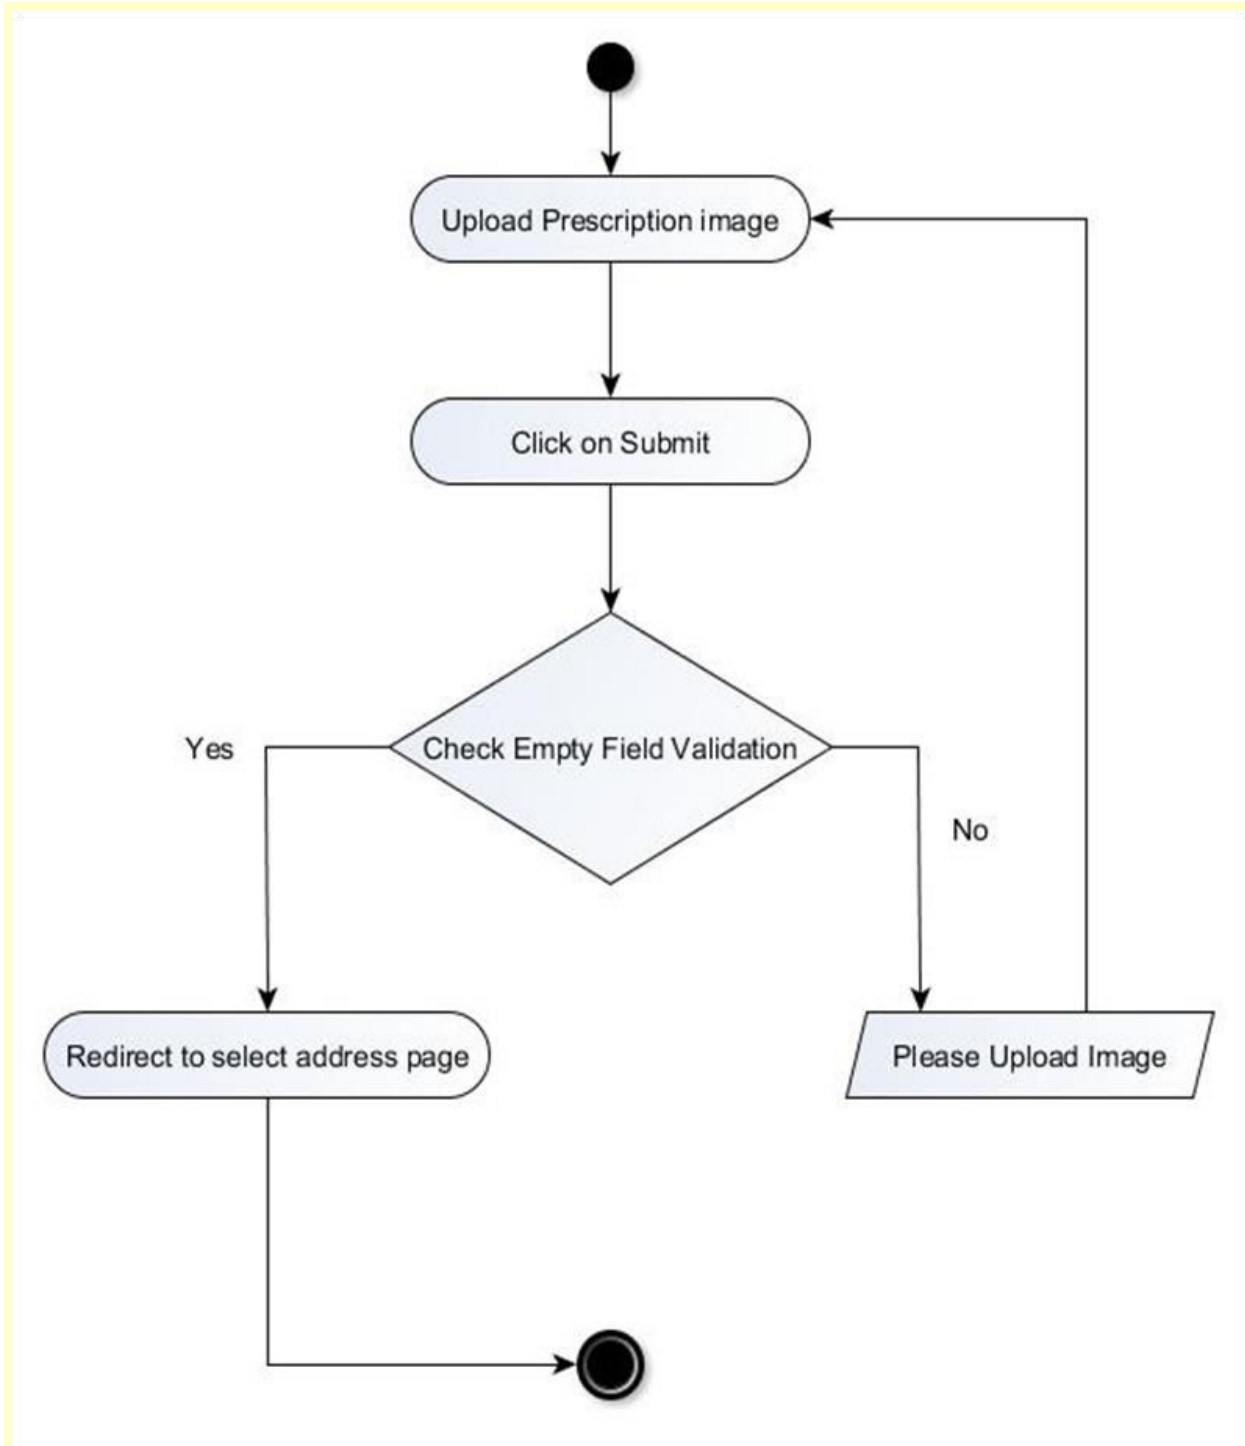 Upload Prescription image
Click on Submit
Check Empty Field Validation
Yes
No
Redirect to select address page
Please Upload Image